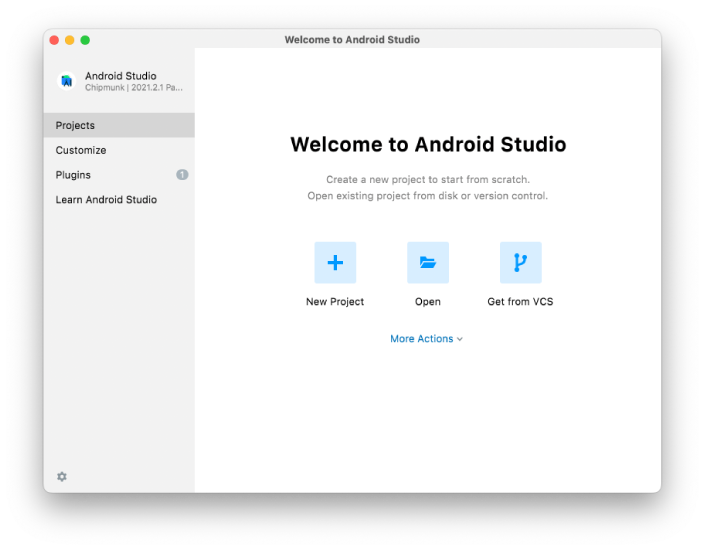 Welcome to Android Studio
Android Studio
Chipmunk | 2021.2.1 Pa...
Projects
Customize
Plugins 1
Learn Android Studio
Welcome to Android Studio
Create a new project to start from scratch.
Open existing project from disk or version control.
New Project Open Get from VCS
More Actions